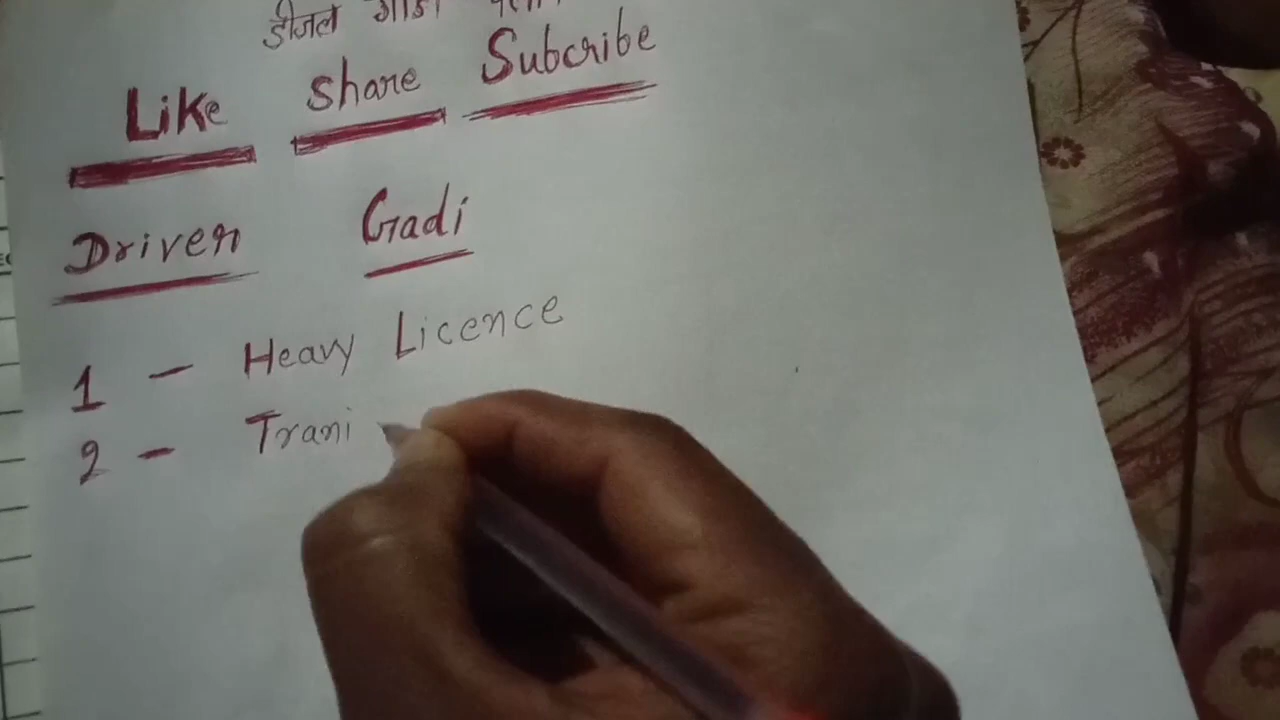 डीजल गाडी
Like Share Subcribe
Driver Gadi
1 - Heavy Licence
2 - Trani